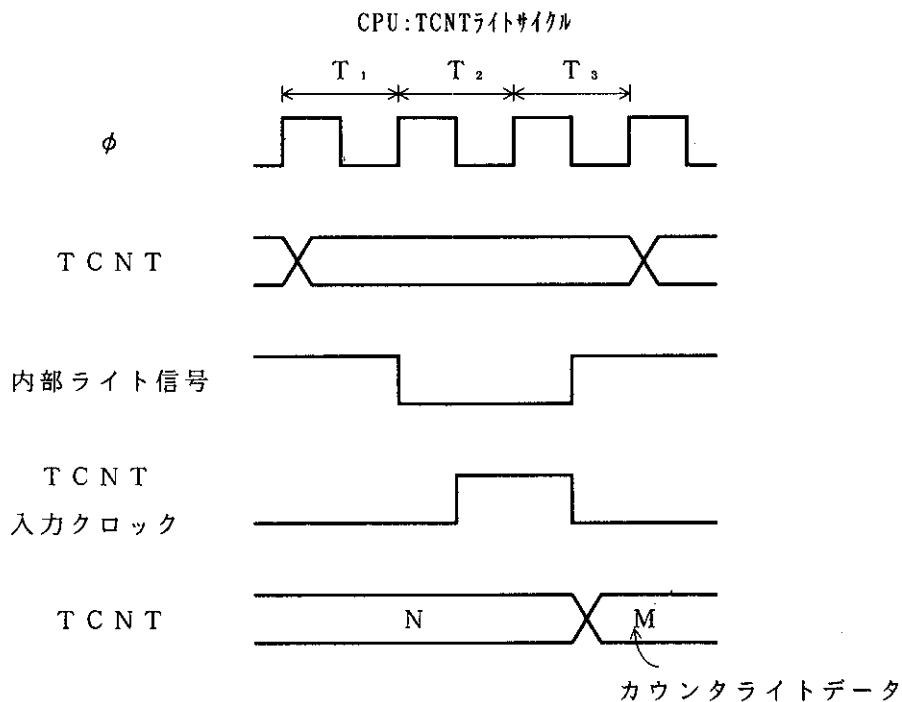 CPU:TCNTライトサイクル
T₁ T₂ T₃
φ
TCNT
内部ライト信号
TCNT
入力クロック
TCNT N M
カウンタライトデータ